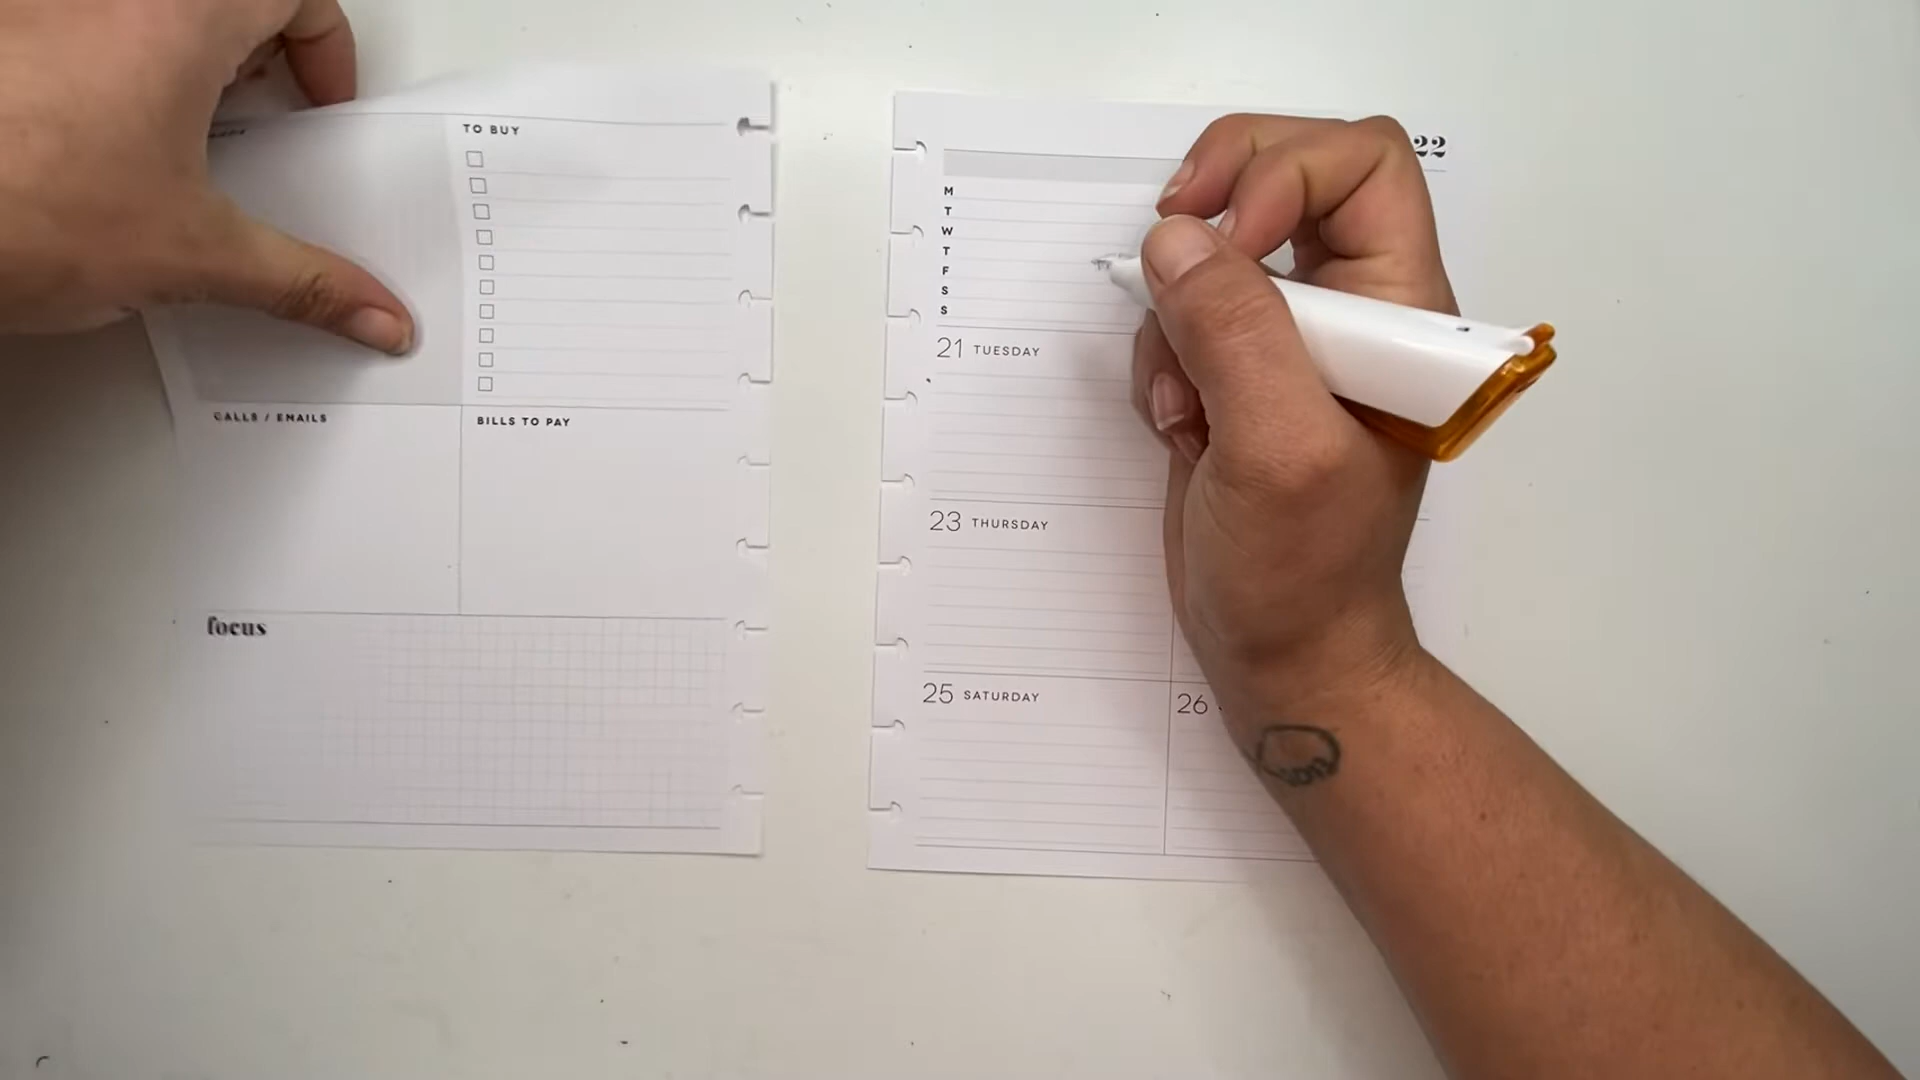 TO BUY
CALLS / EMAILS
BILLS TO PAY
focus
22
M
T
W
T
F
S
S
21 TUESDAY
23 THURSDAY
25 SATURDAY
26